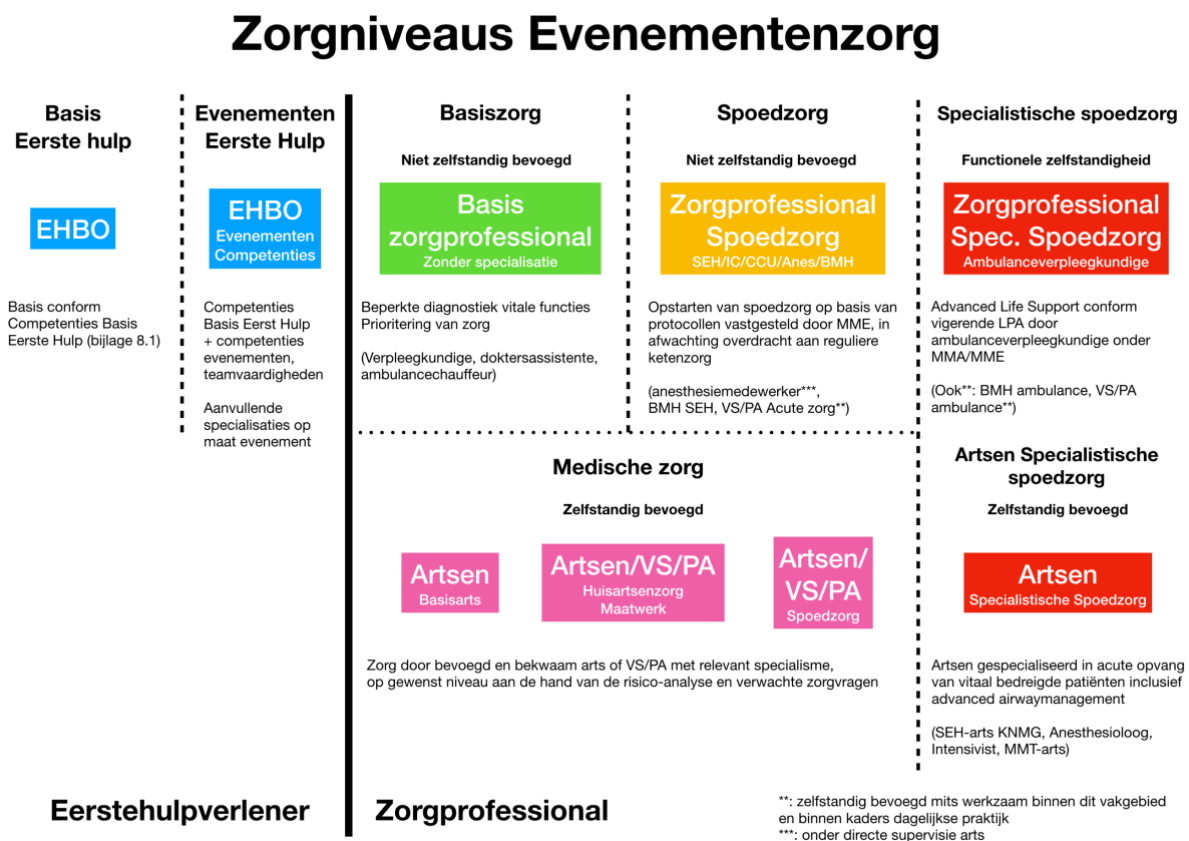 Zorgniveaus Evenementenzorg
Basis
Eerste hulp
EHBO
Basis conform
Competenties Basis
Eerste Hulp (bijlage 8.1)
Evenementen
Eerste Hulp
EHBO
Evenementen
Competenties
Competenties
Basis Eerst Hulp
+ competenties
evenementen,
teamvaardigheden
Aanvullende
specialisaties op
maat evenement
Basiszorg
Niet zelfstandig bevoegd
Basis
zorgprofessional
Zonder specialisatie
Beperkte diagnostiek vitale functies
Prioritering van zorg
(Verpleegkundige, doktersassistente,
ambulancechauffeur)
Spoedzorg
Niet zelfstandig bevoegd
Zorgprofessional
Spoedzorg
SEH/IC/CCU/Anes/BMH
Opstarten van spoedzorg op basis van
protocollen vastgesteld door MME, in
afwachting overdracht aan reguliere
ketenzorg
(anesthesiemedewerker***,
BMH SEH, VS/PA Acute zorg**)
Specialistische spoedzorg
Functionele zelfstandigheid
Zorgprofessional
Spec. Spoedzorg
Ambulanceverpleegkundige
Advanced Life Support conform
vigerende LPA door
ambulanceverpleegkundige onder
MMA/MME
(Ook**: BMH ambulance, VS/PA
ambulance**)
Medische zorg
Zelfstandig bevoegd
Artsen
Basisarts
Artsen/VS/PA
Huisartsenzorg
Maatwerk
Artsen/
VS/PA
Spoedzorg
Zorg door bevoegd en bekwaam arts of VS/PA met relevant specialisme,
op gewenst niveau aan de hand van de risico-analyse en verwachte zorgvragen
Artsen Specialistische
spoedzorg
Zelfstandig bevoegd
Artsen
Specialistische Spoedzorg
Artsen gespecialiseerd in acute opvang
van vitaal bedreigde patiënten inclusief
advanced airwaymanagement
(SEH-arts KNMG, Anesthesioloog,
Intensivist, MMT-arts)
Eerstehulpverlener
Zorgprofessional
**: zelfstandig bevoegd mits werkzaam binnen dit vakgebied
en binnen kaders dagelijkse praktijk
***: onder directe supervisie arts